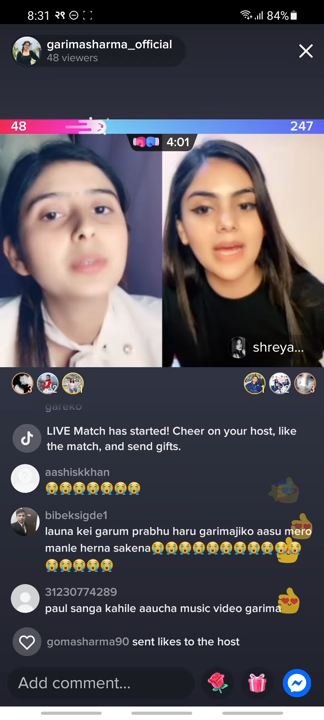 8:31 २९
84%
garimasharma_official
48 viewers
48
247
4:01
shreya...
gareko
LIVE Match has started! Cheer on your host, like
the match, and send gifts.
aashiskkhan
😭😭😭😭😭😭😭
bibeksigde1
launa kei garum prabhu haru garimajiko aasu mero
manle herna sakena😭😭😭😭😭😭😭😭😭😭😭
😭😭😭😭😭
31230774289
paul sanga kahile aaucha music video garima
gomasharma90 sent likes to the host
Add comment...